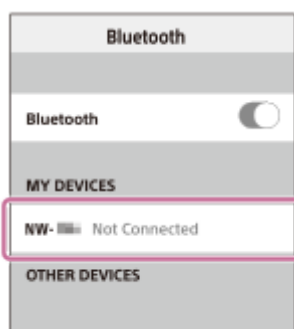 Bluetooth
Bluetooth
MY DEVICES
NW- Not Connected
OTHER DEVICES